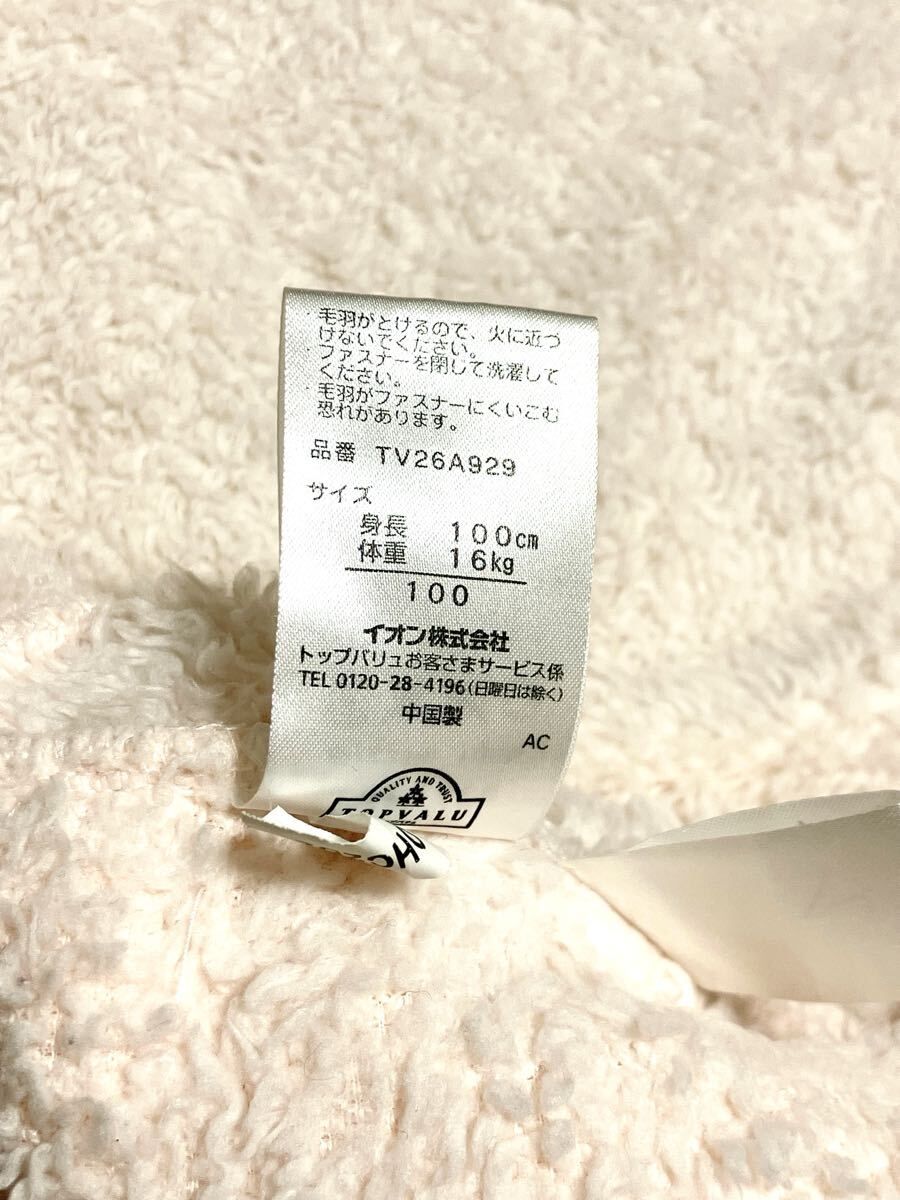 ・毛羽がとけるので、火に近づ
けないでください。
・ファスナーを閉じて洗濯して
ください。
・毛羽がファスナーにくいこむ
恐れがあります。
品番 TV26A929
サイズ
身長 100cm
体重 16kg
100
イオン株式会社
トップバリュお客さまサービス係
TEL 0120-28-4196(日曜日は除く)
中国製
AC
QUALITY AND TRUST
TOPVALU